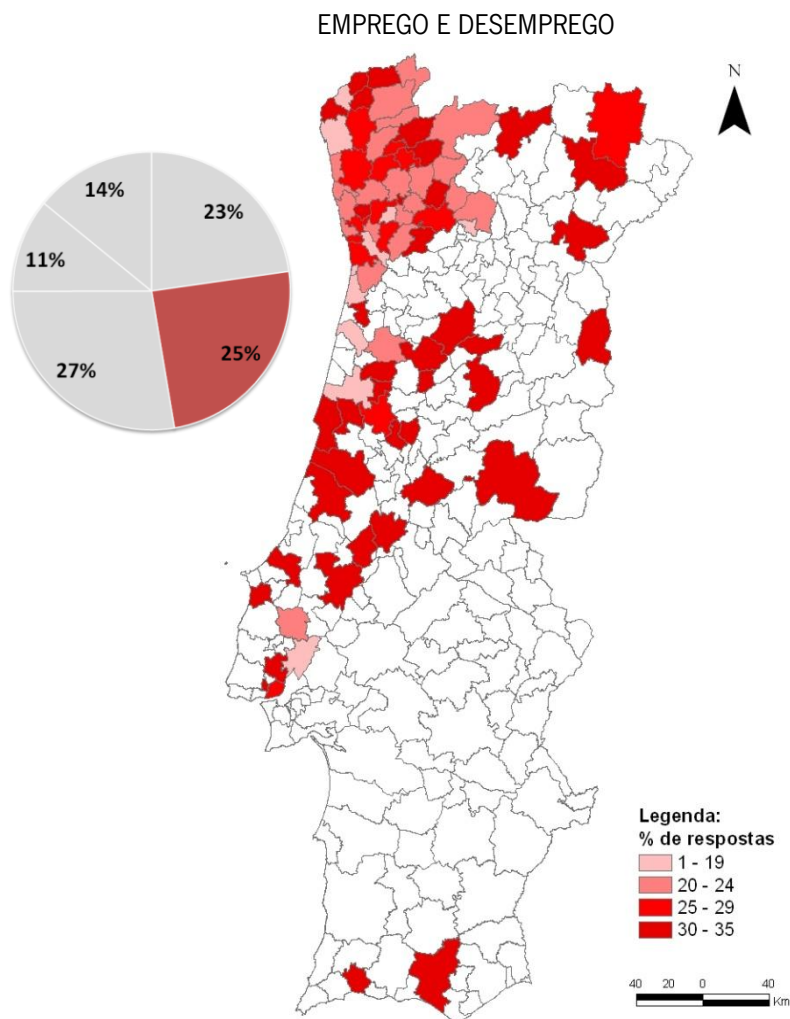 EMPREGO E DESEMPREGO
N
14%
23%
11%
25%
27%
Legenda:
% de respostas
1 - 19
20 - 24
25 - 29
30 - 35
40 20 0 40
Km